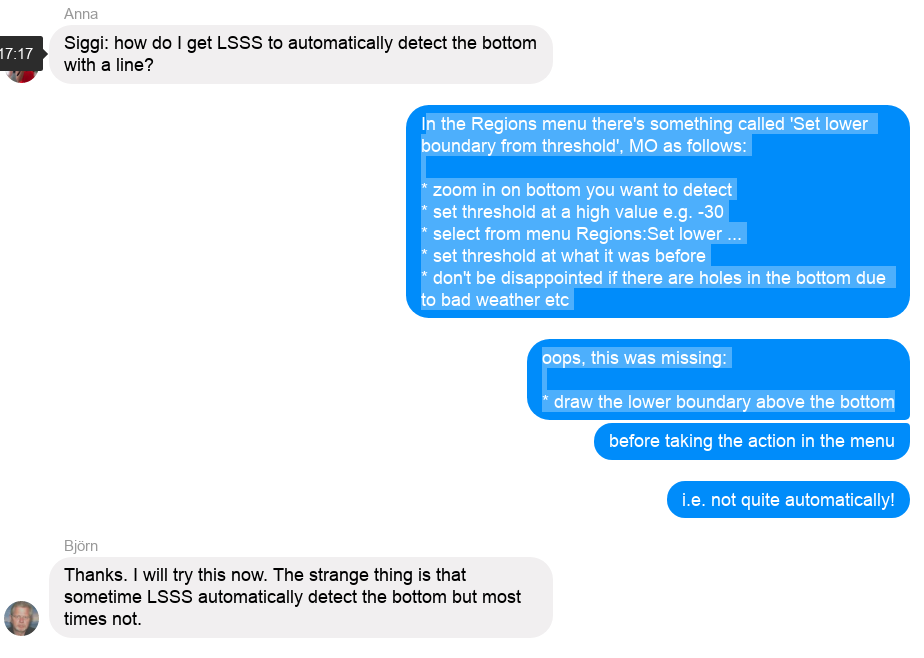 Anna
17:17
Siggi: how do I get LSSS to automatically detect the bottom
with a line?
In the Regions menu there's something called 'Set lower
boundary from threshold', MO as follows:
* zoom in on bottom you want to detect
* set threshold at a high value e.g. -30
* select from menu Regions:Set lower ...
* set threshold at what it was before
* don't be disappointed if there are holes in the bottom due
to bad weather etc
oops, this was missing:
* draw the lower boundary above the bottom
before taking the action in the menu
i.e. not quite automatically!
Björn
Thanks. I will try this now. The strange thing is that
sometime LSSS automatically detect the bottom but most
times not.